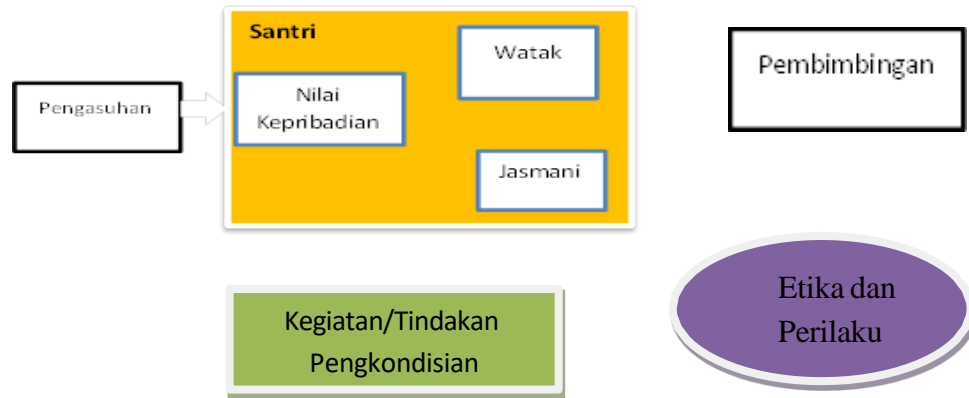 Santri
Watak
Pembimbingan
Pengasuhan
Nilai
Kepribadian
Jasmani
Kegiatan/Tindakan
Pengkondisian
Etika dan
Perilaku